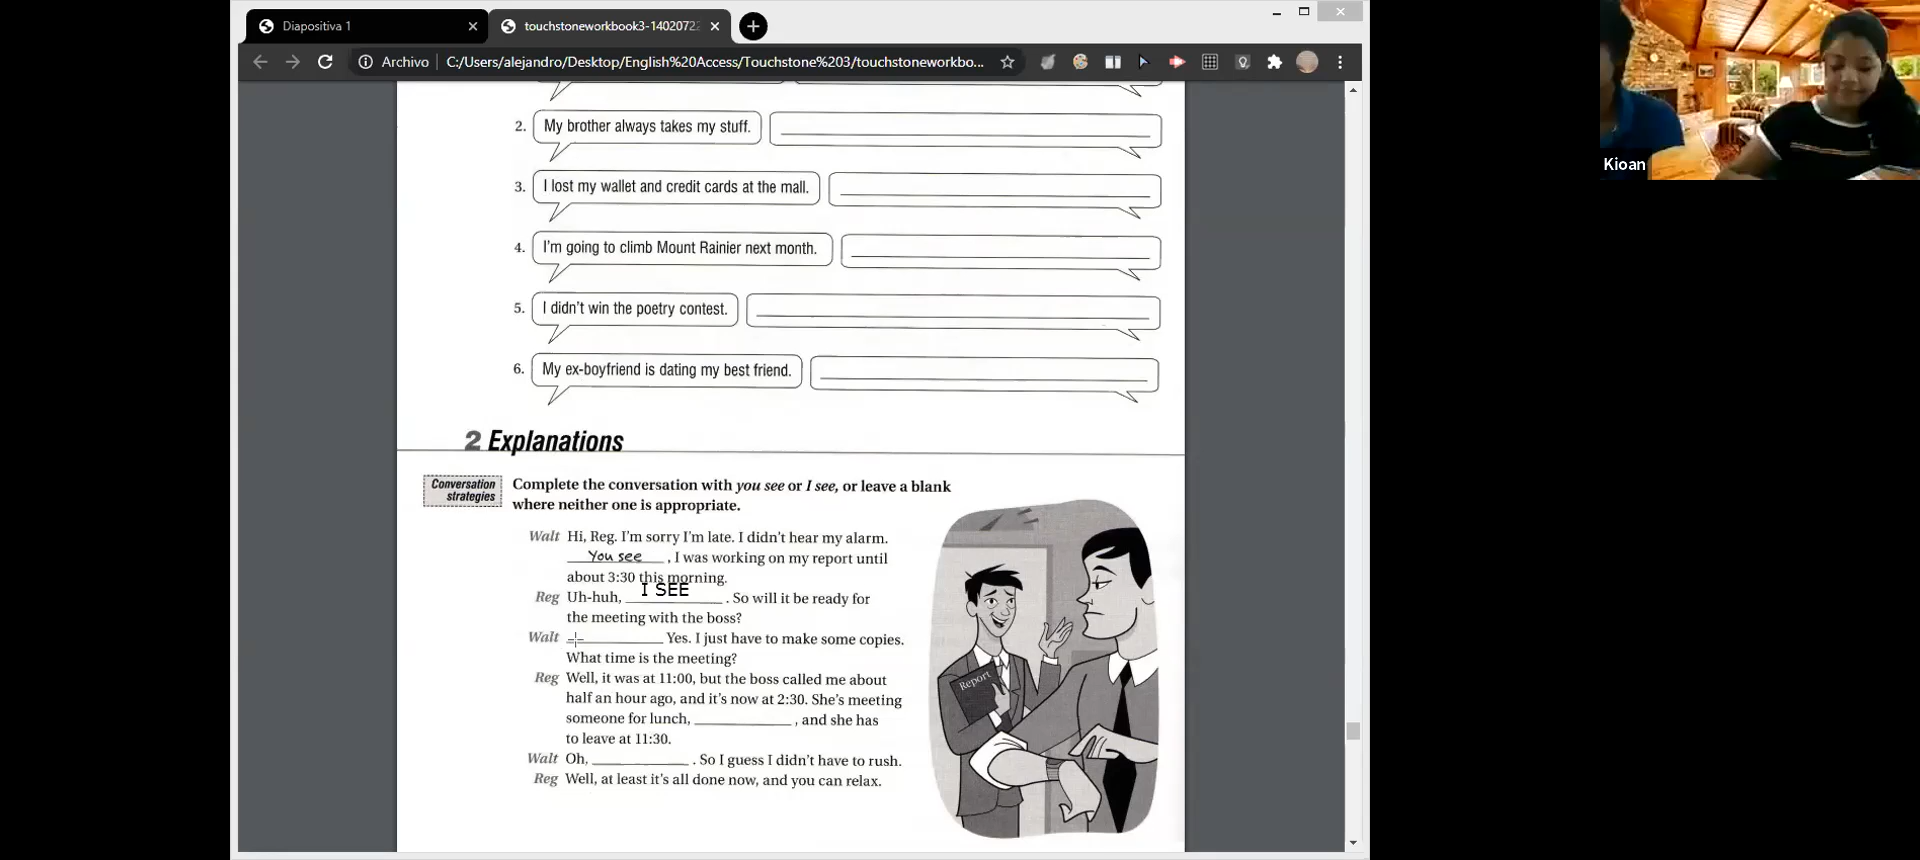 Diapositiva 1
touchstoneworkbook3-14020722
Archivo
C:/Users/alejandro/Desktop/English%20Access/Touchstone%203/touchstoneworkbo...
2. My brother always takes my stuff.
3. I lost my wallet and credit cards at the mall.
4. I'm going to climb Mount Rainier next month.
5. I didn't win the poetry contest.
6. My ex-boyfriend is dating my best friend.
2 Explanations
Conversation
strategies
Complete the conversation with you see or I see, or leave a blank
where neither one is appropriate.
Walt Hi, Reg. I'm sorry I'm late. I didn't hear my alarm.
You see , I was working on my report until
about 3:30 this morning.
Reg Uh-huh, I SEE . So will it be ready for
the meeting with the boss?
Walt ____________ Yes. I just have to make some copies.
What time is the meeting?
Reg Well, it was at 11:00, but the boss called me about
half an hour ago, and it's now at 2:30. She's meeting
someone for lunch, ____________ , and she has
to leave at 11:30.
Walt Oh, ____________ . So I guess I didn't have to rush.
Reg Well, at least it's all done now, and you can relax.
Report
Kioan